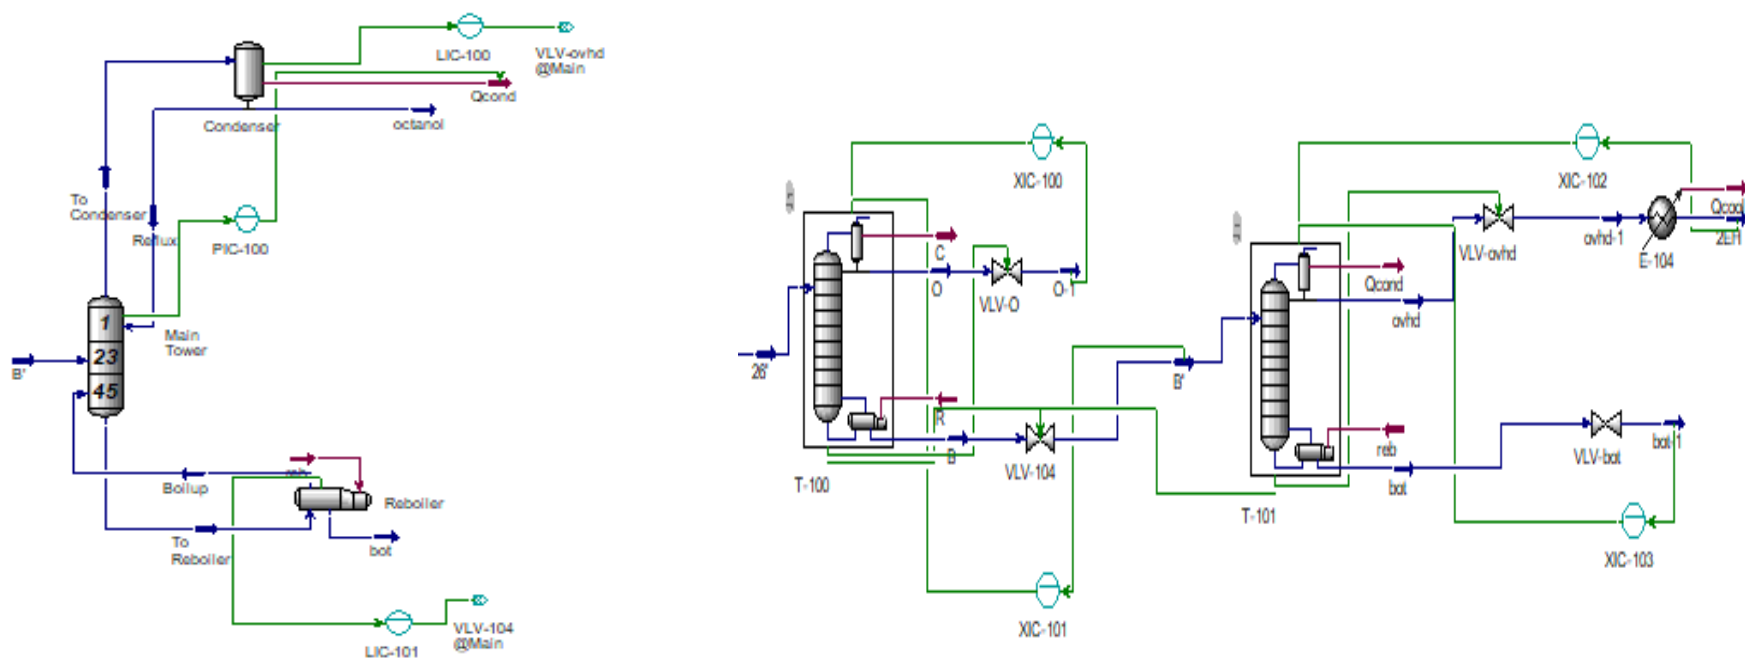 LIC-100
VLV-ovhd
@Main
Qcond
octanol
Condenser
To
Condenser
Reflux
PIC-100
1
Main
Tower
23
B'
45
Boilup
Reboiler
To
Reboiler
bot
VLV-104
@Main
LIC-101
XIC-100
C
O
VLV-O
O-1
26'
R
B
VLV-104
T-100
XIC-101
B'
XIC-102
Qcool
ovhd-1
2EH
VLV-ovhd
E-104
Qcond
ovhd
reb
bot
VLV-bot
bot-1
T-101
XIC-103